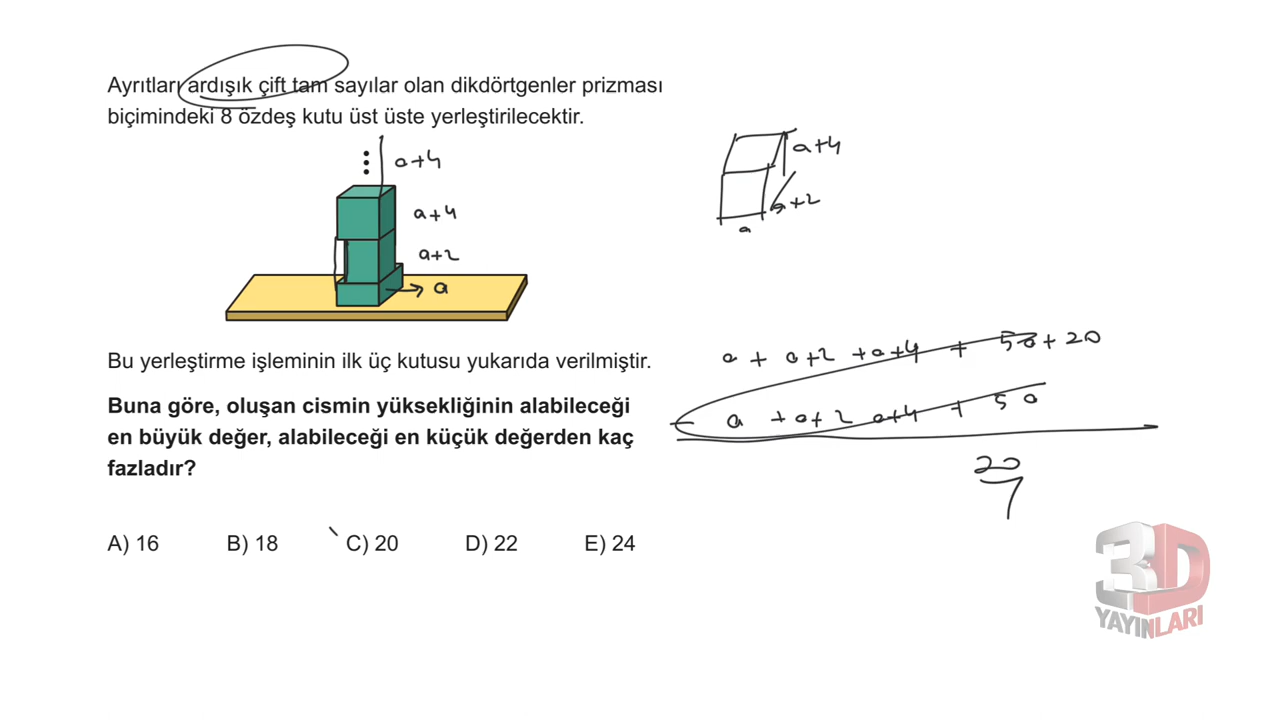 Ayrıtları ardışık çift tam sayılar olan dikdörtgenler prizması
biçimindeki 8 özdeş kutu üst üste yerleştirilecektir.
a+4
a+4
a+2
a
a+4
a+2
a
Bu yerleştirme işleminin ilk üç kutusu yukarıda verilmiştir.
Buna göre, oluşan cismin yüksekliğinin alabileceği
en büyük değer, alabileceği en küçük değerden kaç
fazladır?
a + a+2 + a+4 + 5a + 20
- a + a+2 a+4 + 5a
20
A) 16 B) 18 C) 20 D) 22 E) 24
3D
YAYINLARI